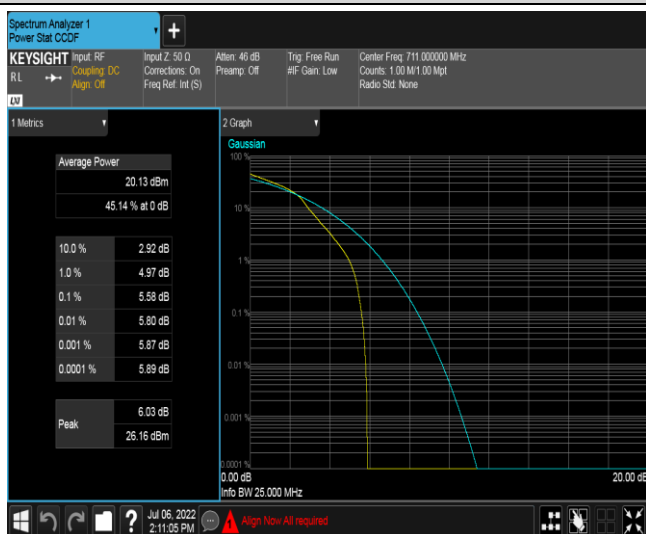 Spectrum Analyzer 1
Power Stat CCDF
+
KEYSIGHT
RL
LXI
Input: RF
Coupling: DC
Align: Off
Input Z: 50 Ω
Corrections: On
Freq Ref: Int (S)
Atten: 46 dB
Preamp: Off
Trig: Free Run
#IF Gain: Low
Center Freq: 711.000000 MHz
Counts: 1.00 M/1.00 Mpt
Radio Std: None
1 Metrics
Average Power
20.13 dBm
45.14 % at 0 dB
10.0 % 2.92 dB
1.0 % 4.97 dB
0.1 % 5.58 dB
0.01 % 5.80 dB
0.001 % 5.87 dB
0.0001 % 5.89 dB
Peak
6.03 dB
26.16 dBm
2 Graph
Gaussian
100 %
10 %
1 %
0.1 %
0.01 %
0.001 %
0.0001 %
0.00 dB 20.00 dB
Info BW 25.000 MHz
?
Jul 06, 2022
2:11:05 PM
Align Now All required